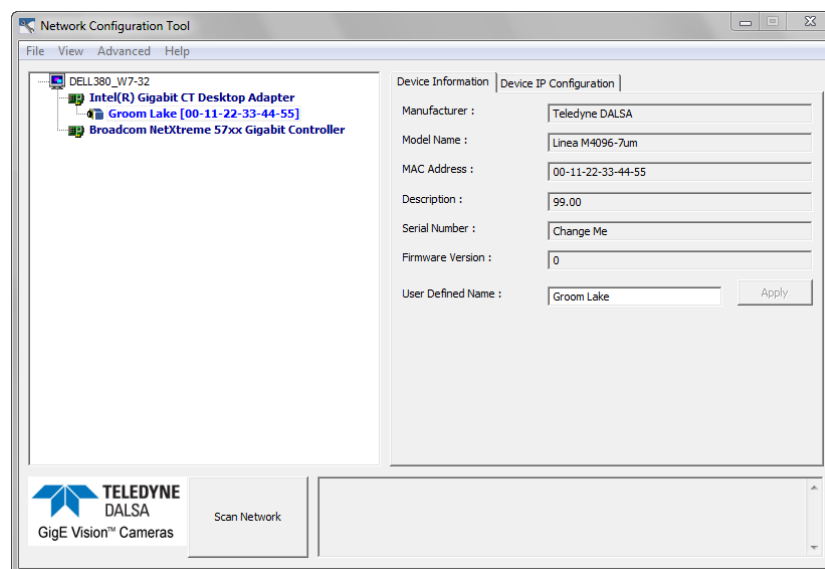 Network Configuration Tool
File View Advanced Help
DELL380_W7-32
Intel(R) Gigabit CT Desktop Adapter
Groom Lake [00-11-22-33-44-55]
Broadcom NetXtreme 57xx Gigabit Controller
Device Information Device IP Configuration
Manufacturer : Teledyne DALSA
Model Name : Linea M4096-7um
MAC Address : 00-11-22-33-44-55
Description : 99.00
Serial Number : Change Me
Firmware Version : 0
User Defined Name : Groom Lake Apply
TELEDYNE
DALSA
GigE Vision™ Cameras
Scan Network